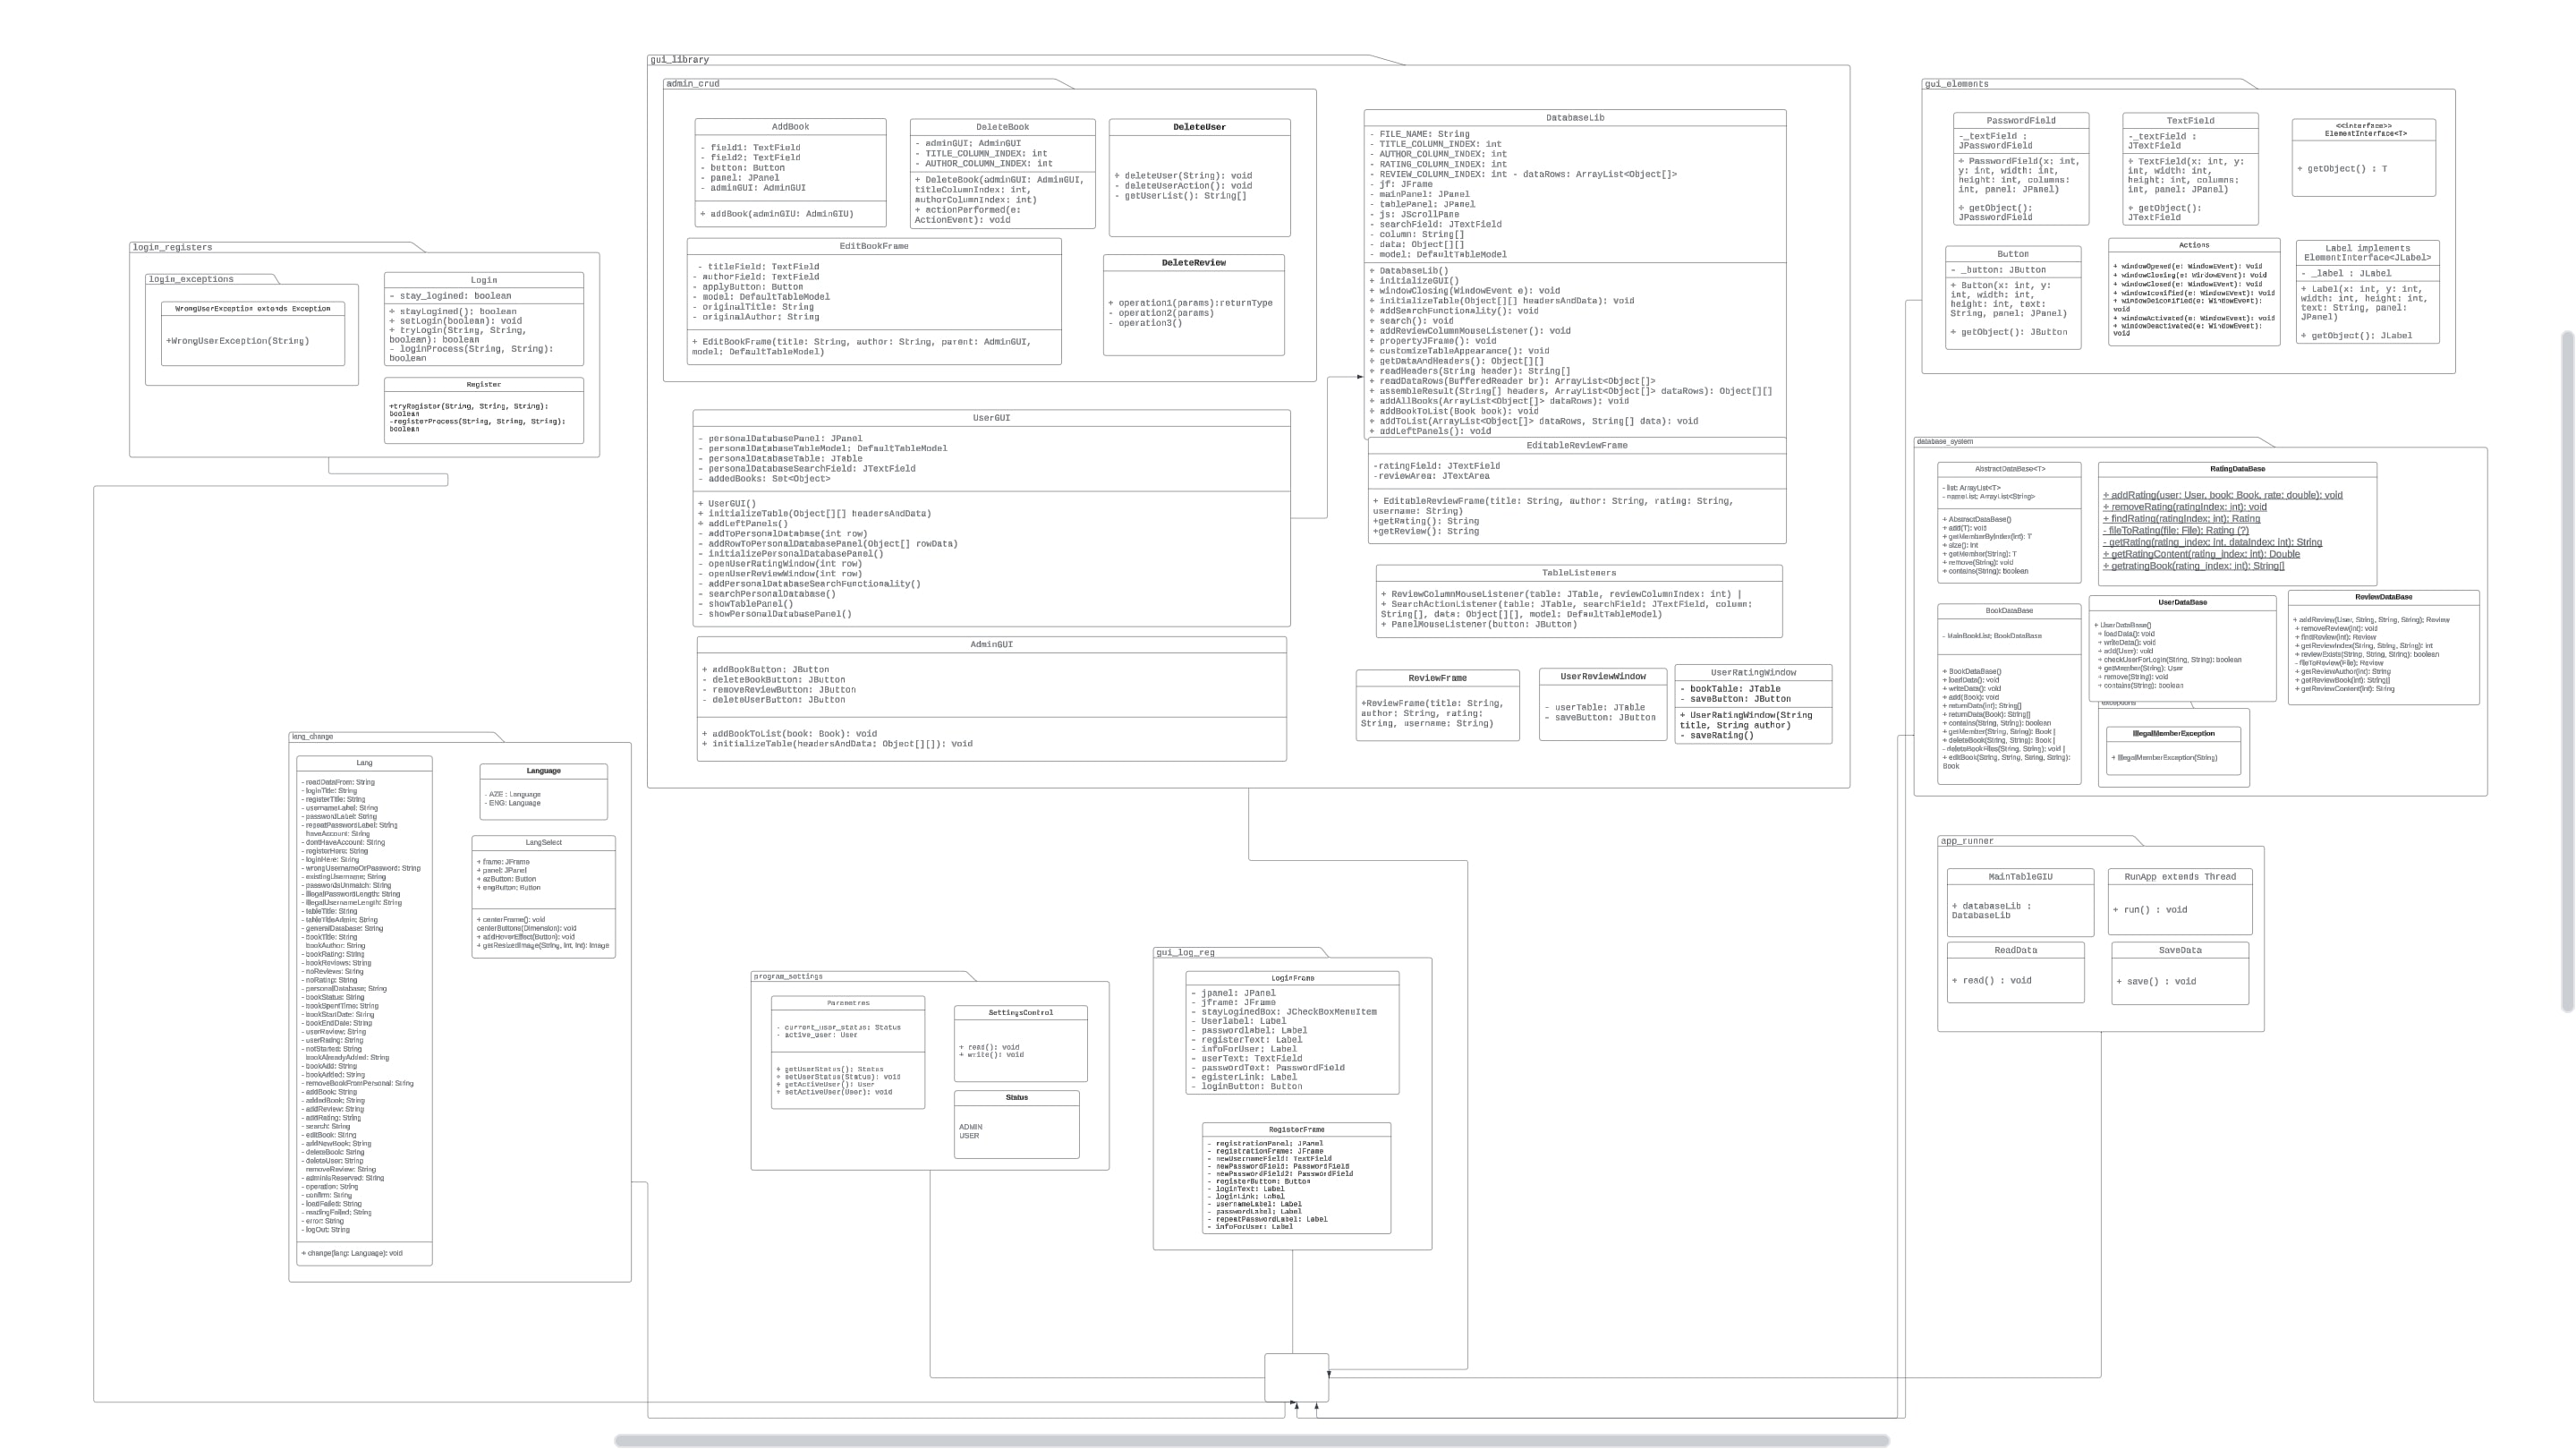 gui_library
admin_crud
AddBook
- field1: TextField
- field2: TextField
- button: Button
- panel: JPanel
- adminGUI: AdminGUI
+ addBook(adminGIU: AdminGIU)
DeleteBook
- adminGUI: AdminGUI
- TITLE_COLUMN_INDEX: int
- AUTHOR_COLUMN_INDEX: int
+ DeleteBook(adminGUI: AdminGUI,
titleColumnIndex: int,
authorColumnIndex: int)
+ actionPerformed(e:
ActionEvent): void
DeleteUser
+ deleteUser(String): void
- deleteUserAction(): void
- getUserList(): String[]
EditBookFrame
- titleField: TextField
- authorField: TextField
- applyButton: Button
- model: DefaultTableModel
- originalTitle: String
- originalAuthor: String
+ EditBookFrame(title: String, author: String, parent: AdminGUI,
model: DefaultTableModel)
DeleteReview
+ operation1(params):returnType
- operation2(params)
- operation3()
UserGUI
- personalDatabasePanel: JPanel
- personalDatabaseTableModel: DefaultTableModel
- personalDatabaseTable: JTable
- personalDatabaseSearchField: JTextField
- addedBooks: Set<Object>
+ UserGUI()
+ initializeTable(Object[][] headersAndData)
+ addLeftPanels()
- addToPersonalDatabase(int row)
- addRowToPersonalDatabasePanel(Object[] rowData)
- initializePersonalDatabasePanel()
- openUserRatingWindow(int row)
- openUserReviewWindow(int row)
- addPersonalDatabaseSearchFunctionality()
- searchPersonalDatabase()
- showTablePanel()
- showPersonalDatabasePanel()
AdminGUI
+ addBookButton: JButton
- deleteBookButton: JButton
- removeReviewButton: JButton
- deleteUserButton: JButton
+ addBookToList(book: Book): void
+ initializeTable(headersAndData: Object[][]): void
DatabaseLib
- FILE_NAME: String
- TITLE_COLUMN_INDEX: int
- AUTHOR_COLUMN_INDEX: int
- RATING_COLUMN_INDEX: int
- REVIEW_COLUMN_INDEX: int - dataRows: ArrayList<Object[]>
- jf: JFrame
- mainPanel: JPanel
- tablePanel: JPanel
- js: JScrollPane
- searchField: JTextField
- column: String[]
- data: Object[][]
- model: DefaultTableModel
+ DatabaseLib()
+ initializeGUI()
+ windowClosing(WindowEvent e): void
+ initializeTable(Object[][] headersAndData): void
+ addSearchFunctionality(): void
+ search(): void
+ addReviewColumnMouseListener(): void
+ propertyJFrame(): void
+ customizeTableAppearance(): void
+ getDataAndHeaders(): Object[][]
+ readHeaders(String header): String[]
+ readDataRows(BufferedReader br): ArrayList<Object[]>
+ assembleResult(String[] headers, ArrayList<Object[]> dataRows): Object[][]
+ addAllBooks(ArrayList<Object[]> dataRows): void
+ addBookToList(Book book): void
+ addToList(ArrayList<Object[]> dataRows, String[] data): void
+ addLeftPanels(): void
EditableReviewFrame
-ratingField: JTextField
-reviewArea: JTextArea
+ EditableReviewFrame(title: String, author: String, rating: String,
username: String)
+getRating(): String
+getReview(): String
TableListeners
+ ReviewColumnMouseListener(table: JTable, reviewColumnIndex: int) |
+ SearchActionListener(table: JTable, searchField: JTextField, column:
String[], data: Object[][], model: DefaultTableModel)
+ PanelMouseListener(button: JButton)
ReviewFrame
+ReviewFrame(title: String,
author: String, rating:
String, username: String)
UserReviewWindow
- userTable: JTable
- saveButton: JButton
UserRatingWindow
- bookTable: JTable
- saveButton: JButton
+ UserRatingWindow(String
title, String author)
- saveRating()
gui_elements
PasswordField
-_textField :
JPasswordField
+ PasswordField(x: int,
y: int, width: int,
height: int, columns:
int, panel: JPanel)
+ getObject():
JPasswordField
TextField
-_textField :
JTextField
+ TextField(x: int, y:
int, width: int,
height: int, columns:
int, panel: JPanel)
+ getObject():
JTextField
<<interface>>
ElementInterface<T>
+ getObject() : T
Button
- _button: JButton
+ Button(x: int, y:
int, width: int,
height: int, text:
String, panel: JPanel)
+ getObject(): JButton
Actions
+ windowOpened(e: WindowEvent): void
+ windowClosing(e: WindowEvent): void
+ windowClosed(e: WindowEvent): void
+ windowIconified(e: WindowEvent): void
+ windowDeiconified(e: WindowEvent):
void
+ windowActivated(e: WindowEvent): void
+ windowDeactivated(e: WindowEvent):
void
Label implements
ElementInterface<JLabel>
- _label : JLabel
+ Label(x: int, y: int,
width: int, height: int,
text: String, panel:
JPanel)
+ getObject(): JLabel
login_registers
login_exceptions
WrongUserException extends Exception
+WrongUserException(String)
Login
- stay_logined: boolean
+ stayLogined(): boolean
+ setLogin(boolean): void
+ tryLogin(String, String,
boolean): boolean
- loginProcess(String, String):
boolean
Register
+tryRegistor(String, String, String):
boolean
-registerProcess(String, String, String):
boolean
database_system
AbstractDataBase<T>
- list: ArrayList<T>
- nameList: ArrayList<String>
+ AbstractDataBase()
+ add(T): void
+ getMemberByIndex(int): T
+ size(): int
+ getMember(String): T
+ remove(String): void
+ contains(String): boolean
RatingDataBase
+ addRating(user: User, book: Book, rate: double): void
+ removeRating(ratingIndex: int): void
+ findRating(ratingIndex: int): Rating
- fileToRating(file: File): Rating (?)
- getRating(rating_index: int, dataIndex: int): String
+ getRatingContent(rating_index: int): Double
+ getratingBook(rating_index: int): String[]
BookDataBase
- MainBookList: BookDataBase
+ BookDataBase()
+ loadData(): void
+ writeData(): void
+ add(Book): void
+ returnData(int): String[]
+ returnData(Book): String[]
+ contains(String, String): boolean
+ getMember(String, String): Book |
+ deleteBook(String, String): Book |
- deleteBookFiles(String, String): void |
+ editBook(String, String, String, String):
Book
UserDataBase
+ UserDataBase()
+ loadData(): void
+ writeData(): void
+ add(User): void
+ checkUserForLogin(String, String): boolean
+ getMember(String): User
+ remove(String): void
+ contains(String): boolean
ReviewDataBase
+ addReview(User, String, String, String): Review
+ removeReview(int): void
+ findReview(int): Review
+ getReviewIndex(String, String, String): int
+ reviewExists(String, String, String): boolean
- fileToReview(File): Review
+ getReviewAuthor(int): String
+ getReviewBook(int): String[]
+ getReviewContent(int): String
exceptions
IllegalMemberException
+ IllegalMemberException(String)
lang_change
Lang
- readDataFrom: String
- loginTitle: String
- registerTitle: String
- usernameLabel: String
- passwordLabel: String
- repeatPasswordLabel: String
haveAccount: String
- dontHaveAccount: String
- registerHere: String
- loginHere: String
- wrongUsernameOrPassword: String
- existingUsername: String
- passwordsUnmatch: String
- illegalPasswordLength: String
- illegalUsernameLength: String
- tableTitle: String
- tableTitleAdmin: String
- generalDatabase: String
- bookTitle: String
bookAuthor: String
- bookRating: String
- bookReviews: String
- noReviews: String
- noRating: String
- personalDatabase: String
- bookStatus: String
- bookSpentTime: String
- bookStartDate: String
- bookEndDate: String
- userReview: String
- userRating: String
- notStarted: String
bookAlreadyAdded: String
- bookAdd: String
- bookAdded: String
- removeBookFromPersonal: String
- addBook: String
- addedBook: String
- addReview: String
- addRating: String
- search: String
- editBook: String
- addNewBook: String
- deleteBook: String
- deleteUser: String
removeReview: String
- adminIsReserved: String
- operation: String
- confirm: String
- loadFailed: String
- readingFailed: String
- error: String
- logOut: String
+ change(lang: Language): void
Language
- AZE : Language
- ENG: Language
LangSelect
+ frame: JFrame
+ panel: JPanel
+ azButton: Button
+ engButton: Button
+ centerFrame(): void
centerButtons(Dimension): void
+ addHoverEffect(Button): void
+ getResizedImage(String, int, int): Image
app_runner
MainTableGIU
+ databaseLib :
DatabaseLib
RunApp extends Thread
+ run() : void
ReadData
+ read() : void
SaveData
+ save() : void
program_settings
Parametres
- current_user_status: Status
- active_user: User
+ getUserStatus(): Status
+ setUserStatus(Status): void
+ getActiveUser(): User
+ setActiveUser(User): void
SettingsControl
+ read(): void
+ write(): void
Status
ADMIN
USER
gui_log_reg
LoginFrame
- jpanel: JPanel
- jframe: JFrame
- stayLoginedBox: JCheckBoxMenuItem
- Userlabel: Label
- passwordlabel: Label
- registerText: Label
- infoForUser: Label
- userText: TextField
- passwordText: PasswordField
- egisterLink: Label
- loginButton: Button
RegisterFrame
- registrationPanel: JPanel
- registrationFrame: JFrame
- newUsernameField: TextField
- newPasswordField: PasswordField
- newPasswordField2: PasswordField
- registerButton: Button
- loginText: Label
- loginLink: Label
- usernameLabel: Label
- passwordLabel: Label
- repeatPasswordLabel: Label
- infoForUser: Label